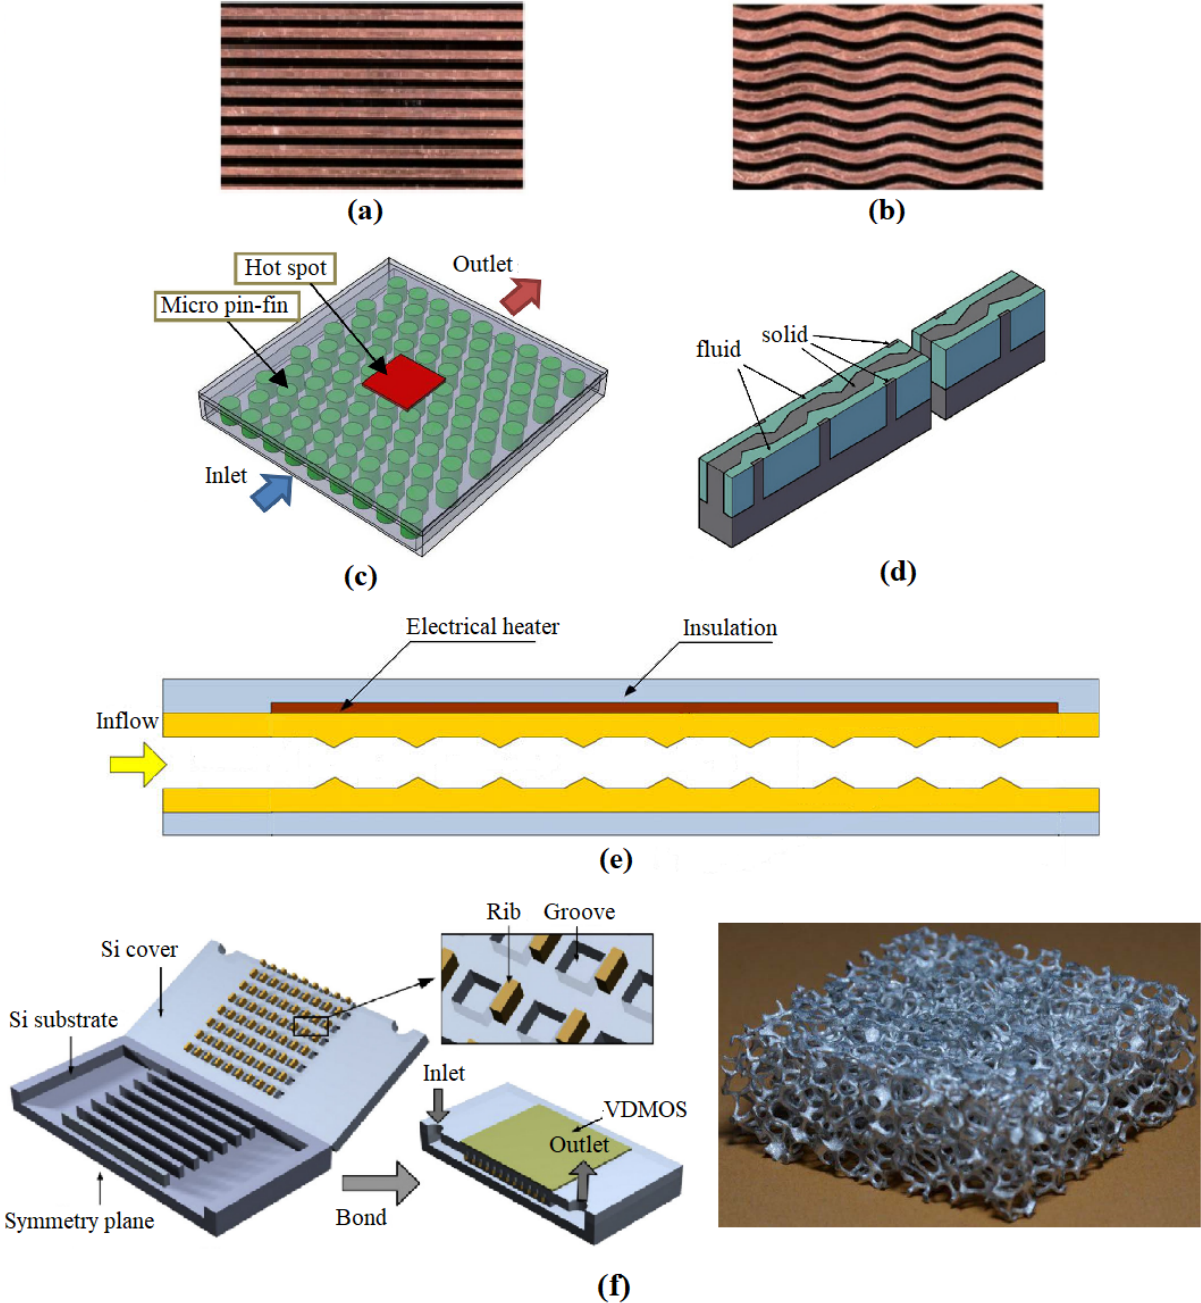 (a)
(b)
Hot spot
Outlet
Micro pin-fin
Inlet
(c)
solid
fluid
(d)
Electrical heater
Insulation
Inflow
(e)
Rib
Groove
Si cover
Si substrate
Inlet
VDMOS
Outlet
Symmetry plane
Bond
(f)